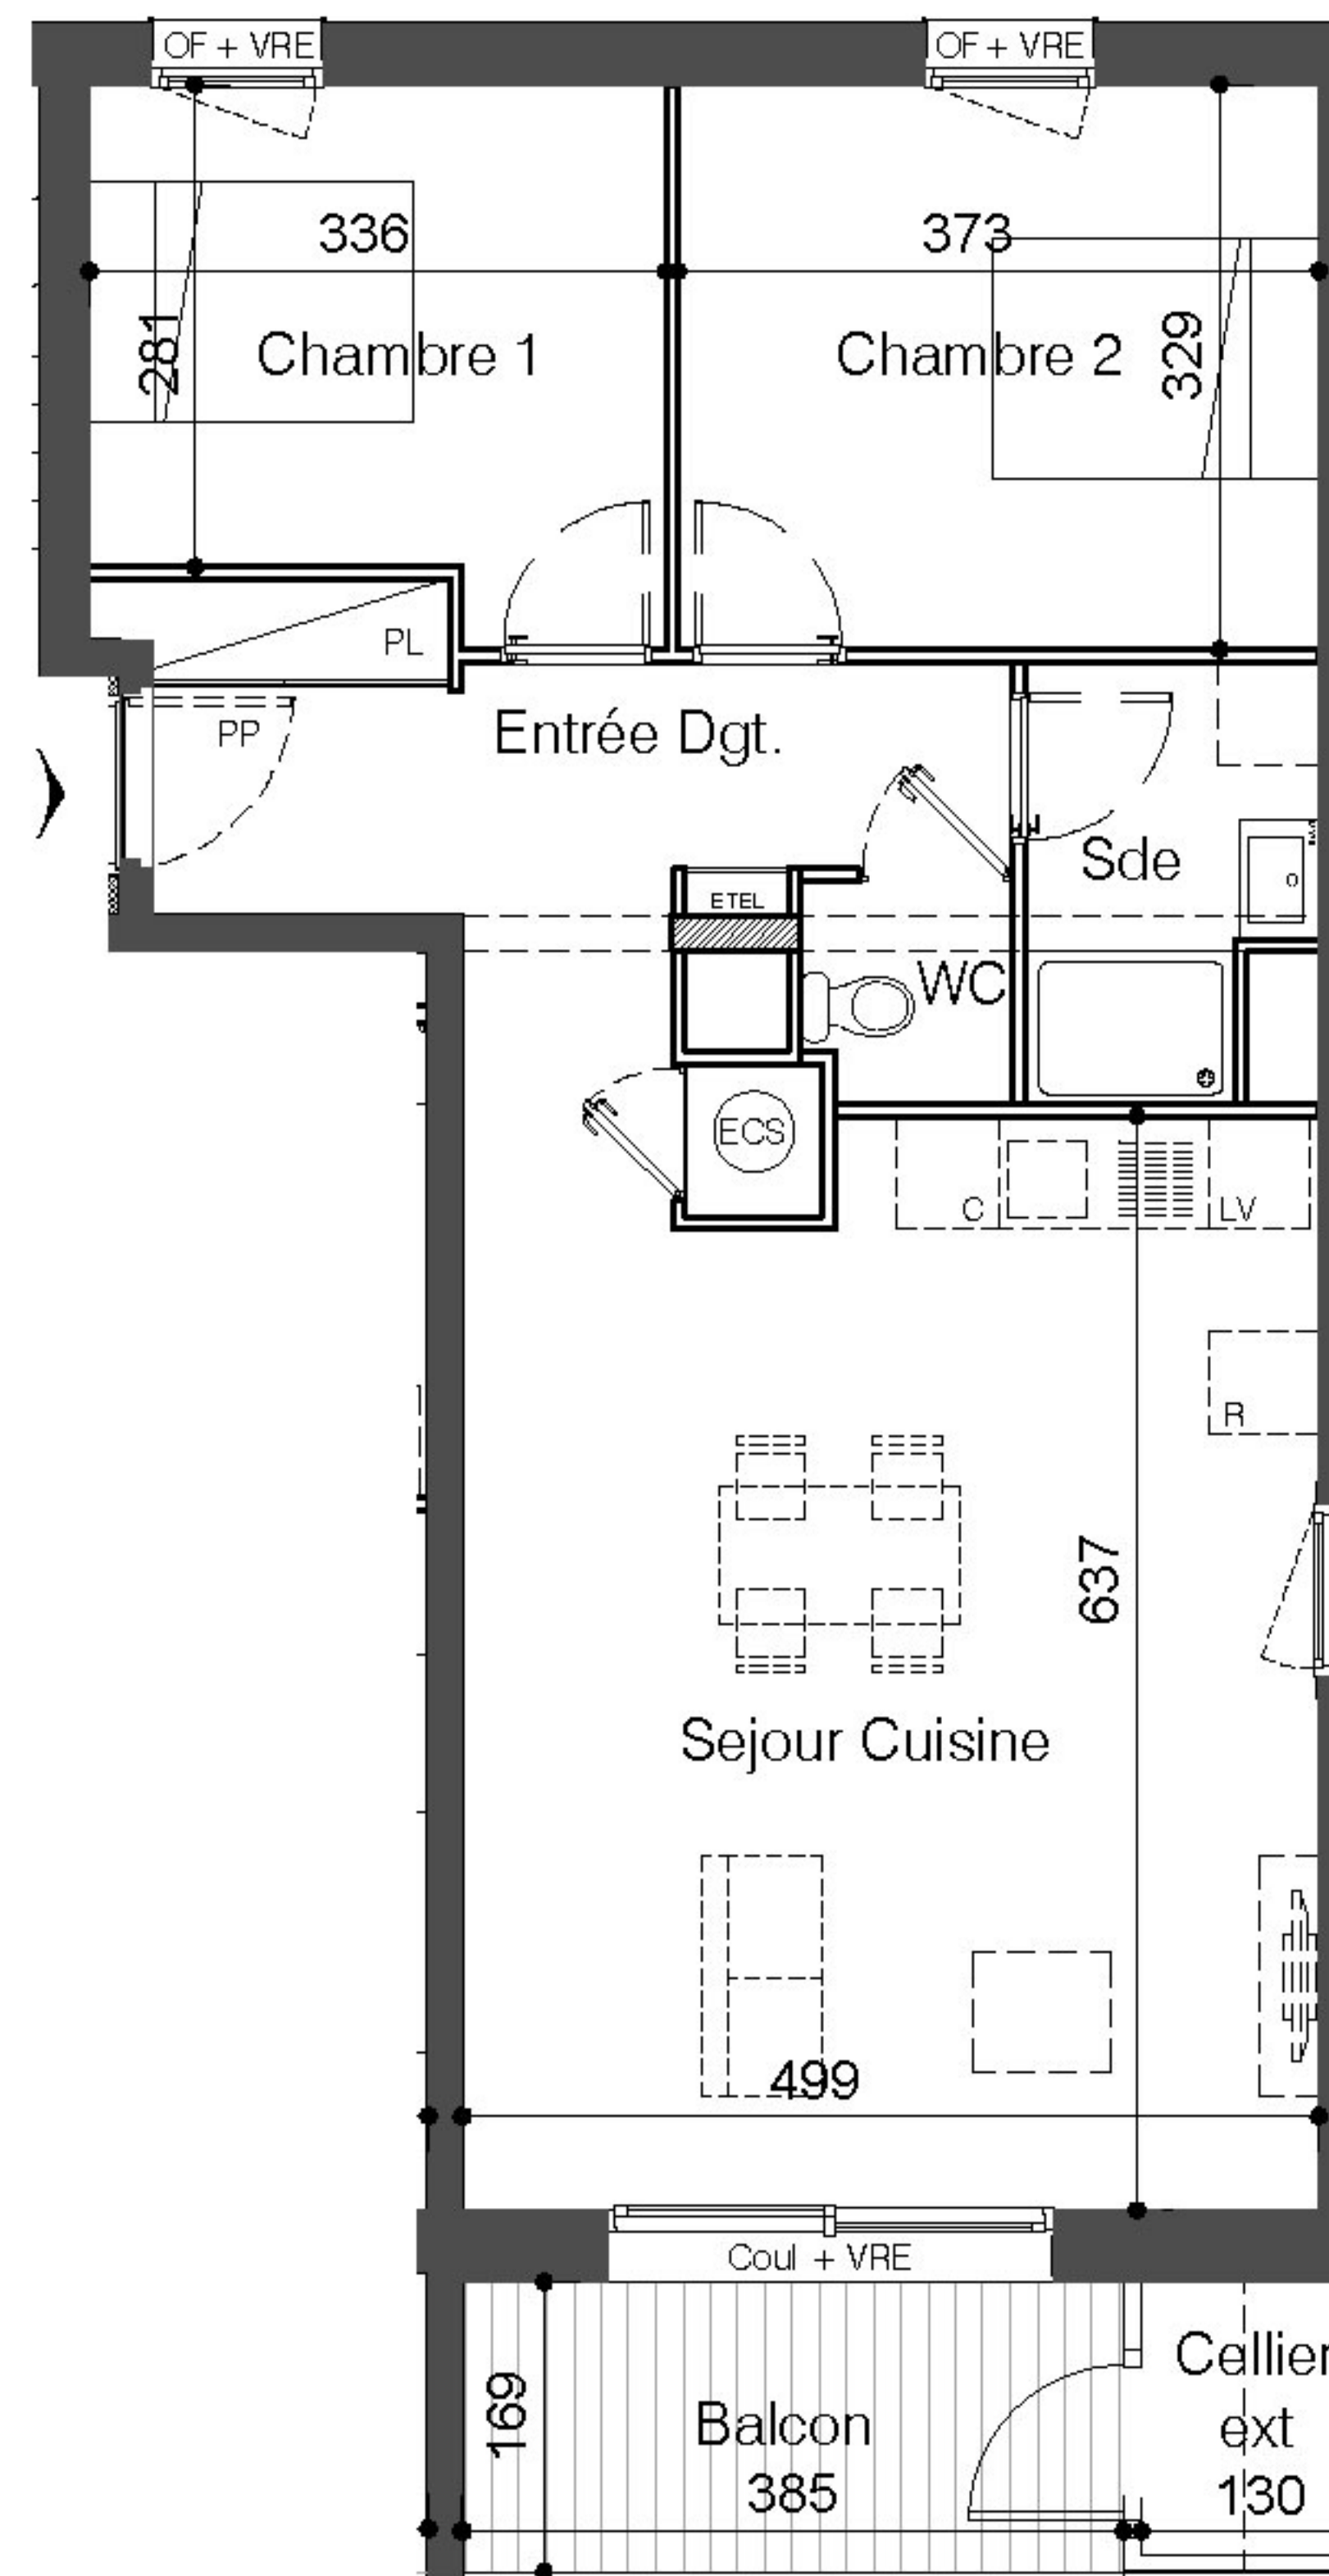 OF + VRE
OF + VRE
336
373
281
Chambre 1
Chambre 2
329
PL
PP
Entrée Dgt.
Sde
ETEL
WC
ECS
C
LV
R
637
Sejour Cuisine
499
Coul + VRE
169
Balcon
385
Cellier
ext
130